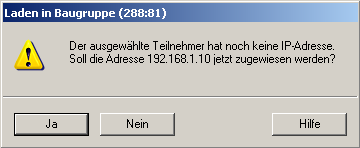 Laden in Baugruppe (288:81)
Der ausgewählte Teilnehmer hat noch keine IP-Adresse.
Soll die Adresse 192.168.1.10 jetzt zugewiesen werden?
Ja
Nein
Hilfe